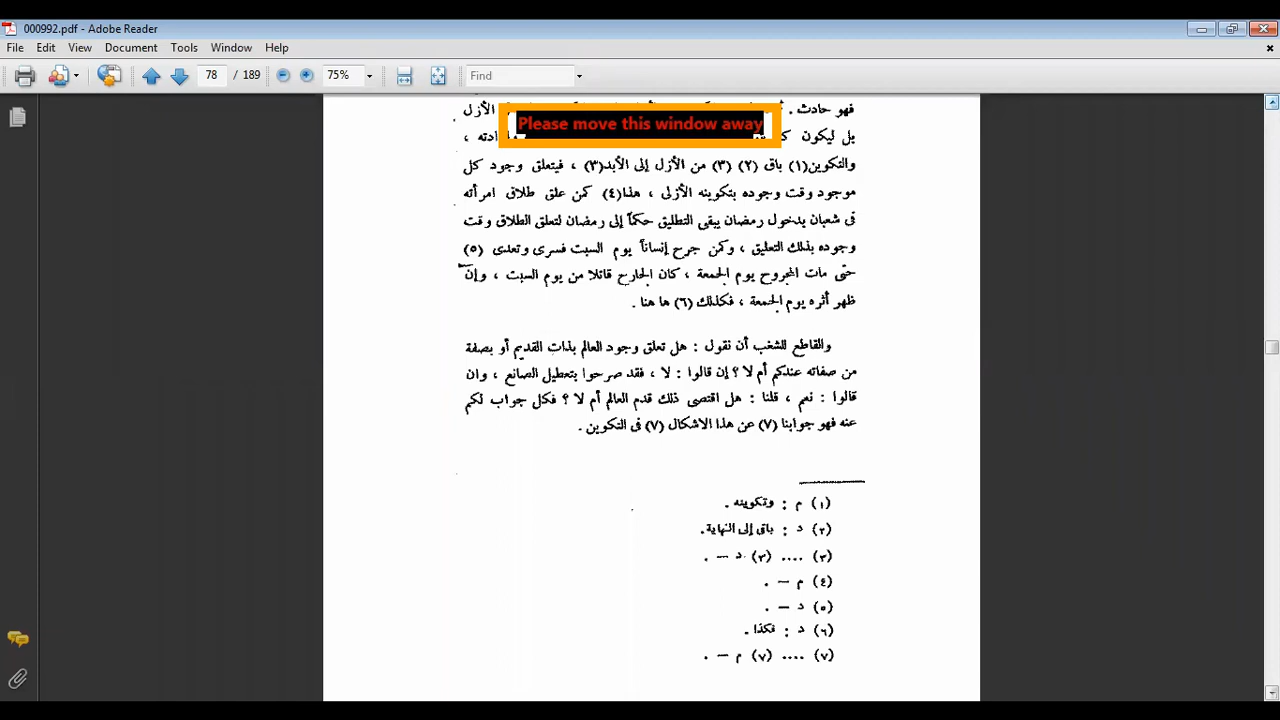 000992.pdf - Adobe Reader
File Edit View Document Tools Window Help
78 / 189 75% Find
فهو حادث . الأزل
Please move this window away
بل ليكون ادته ،
والتكوين(١) باق (٢) (٣) من الأزل إلى الأبد(٣) ، فيتعلق وجود كل
موجود وقت وجوده بتكوينه الأزلى ، هذا(٤) كمن علق طلاق امرأته
فى شعبان بدخول رمضان يبقى التطليق حكماً إلى رمضان لتعلق الطلاق وقت
وجوده بذلك التعليق ، وكمن جرح إنساناً يوم السبت فسرى وتعدى (٥)
حتّى مات المجروح يوم الجمعة ، كان الجارح قاتلا من يوم السبت ، وإن
ظهر أثره يوم الجمعة ، فكذلك (٦) ها هنا .
والقاطع للشغب أن نقول : هل تعلق وجود العالم بذات القديم أو بصفة
من صفاته عندكم أم لا ؟ إن قالوا : لا ، فقد صرحوا بتعطيل الصانع ، وان
قالوا : نعم ، قلنا : هل اقتصى ذلك قدم العالم أم لا ؟ فكل جواب لكم
عنه فهو جوابنا (٧) عن هذا الاشكال (٧) فى التكوين .
(١) م : وتكوينه .
(٢) د : باق إلى النهاية .
(٣) .... (٣) د – .
(٤) م – .
(٥) د – .
(٦) د : فكذا .
(٧) .... (٧) م – .